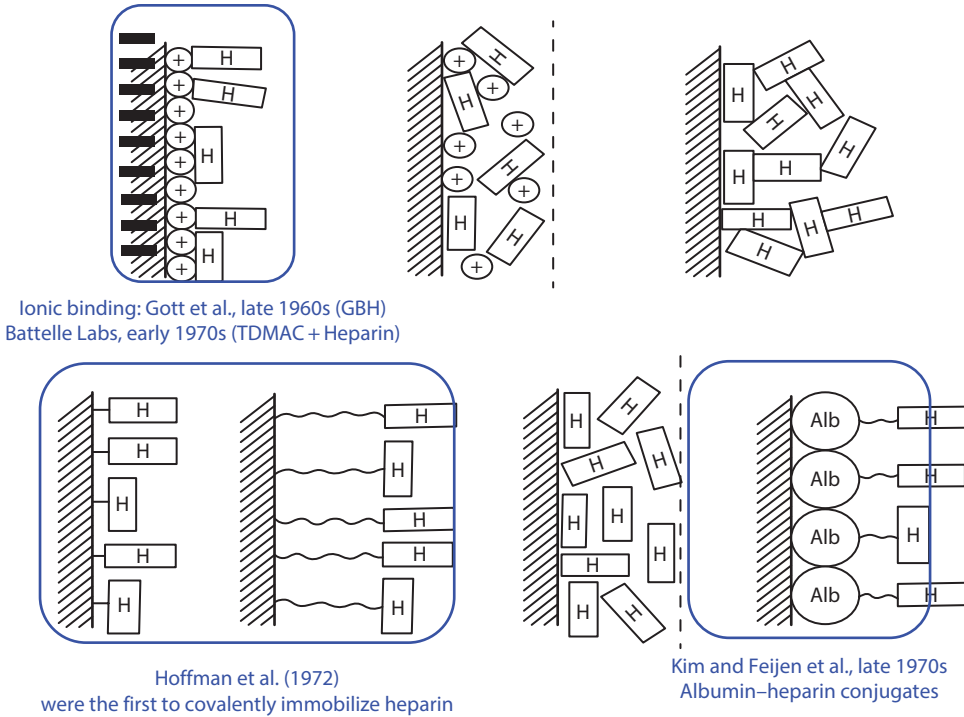 + H
+ H
+
+
H
+
+
+ H
+
H
+
H
+
+
H
+
+
H
+
+
H
H
+
H
H
H
H
H
H
H
H
H
H
H
Ionic binding: Gott et al., late 1960s (GBH)
Battelle Labs, early 1970s (TDMAC + Heparin)
H
H
H
H
H
H
H
H
H
H
Hoffman et al. (1972)
were the first to covalently immobilize heparin
H
H
H
H
H
H
H
H
H
H
Alb H
Alb H
Alb H
Alb H
Kim and Feijen et al., late 1970s
Albumin–heparin conjugates